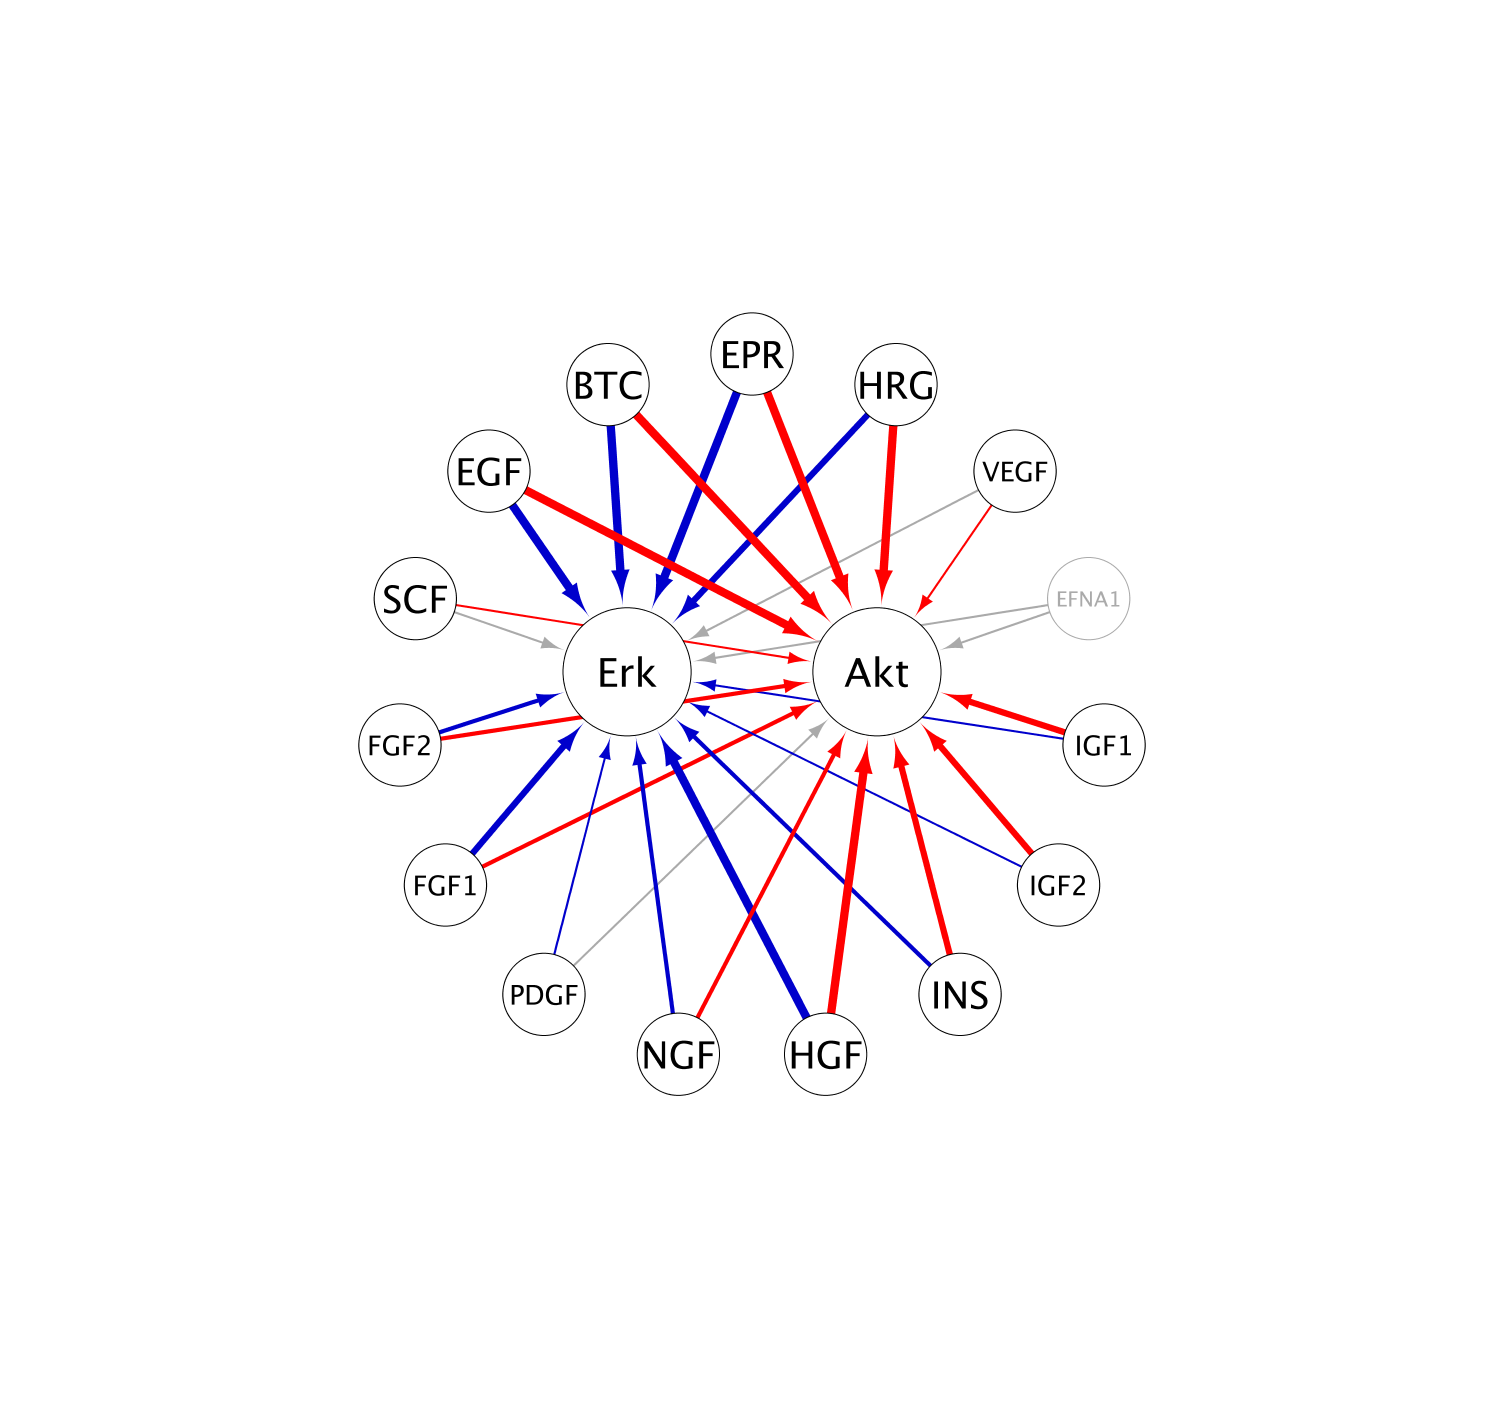 EPR
BTC
HRG
EGF
VEGF
SCF
EFNA1
Erk
Akt
FGF2
IGF1
FGF1
IGF2
PDGF
INS
NGF
HGF